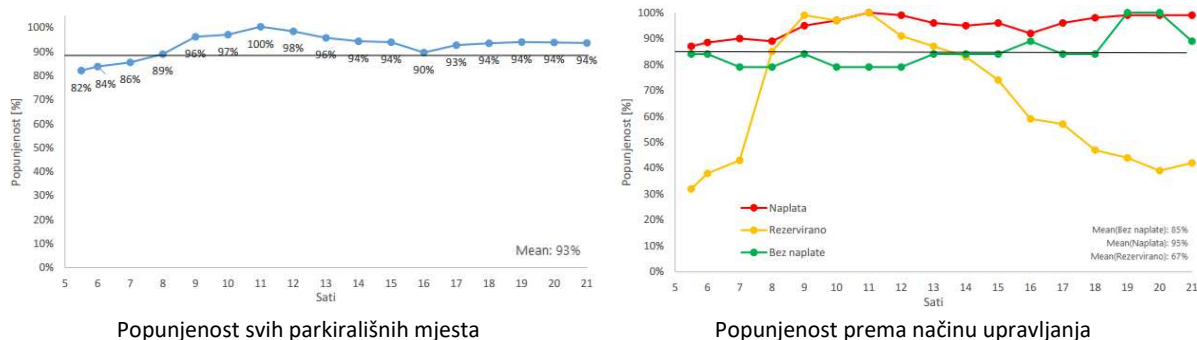 100%
90%
80%
70%
60%
50%
40%
30%
20%
10%
0%
Popunjenost [%]
82%
84%
86%
89%
96%
97%
100%
98%
96%
94%
94%
90%
93%
94%
94%
94%
94%
Mean: 93%
5 6 7 8 9 10 11 12 13 14 15 16 17 18 19 20 21
Sati
Popunjenost svih parkirališnih mjesta
100%
90%
80%
70%
60%
50%
40%
30%
20%
10%
0%
Popunjenost [%]
Naplata
Rezervirano
Bez naplate
Mean(Bez naplate): 85%
Mean(Naplata): 95%
Mean(Rezervirano): 67%
5 6 7 8 9 10 11 12 13 14 15 16 17 18 19 20 21
Sati
Popunjenost prema načinu upravljanja